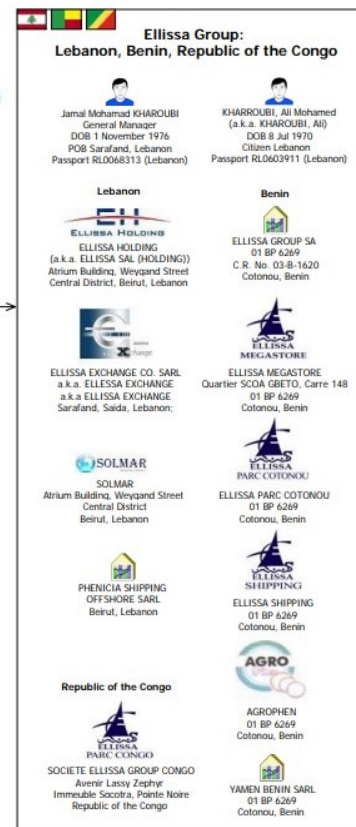 Ellissa Group:
Lebanon, Benin, Republic of the Congo
Jamal Mohamad KHAROUBI
General Manager
DOB 1 November 1976
POB Sarafand, Lebanon
Passport RL0068313 (Lebanon)
KHARROUBI, Ali Mohamed
(a.k.a. KHAROUBI, Ali)
DOB 8 Jul 1970
Citizen Lebanon
Passport RL0603911 (Lebanon)
Lebanon
EH
ELLISSA HOLDING
ELLISSA HOLDING
(a.k.a. ELLISSA SAL (HOLDING))
Atrium Building, Weygand Street
Central District, Beirut, Lebanon
xchange
ELLISSA EXCHANGE CO. SARL
a.k.a. ELLESSA EXCHANGE
a.k.a ELLISSA EXCHANGE
Sarafand, Saida, Lebanon;
SOLMAR
SOLMAR
Atrium Building, Weygand Street
Central District
Beirut, Lebanon
PHENICIA SHIPPING
OFFSHORE SARL
Beirut, Lebanon
Republic of the Congo
ELLISSA
PARC CONGO
SOCIETE ELLISSA GROUP CONGO
Avenir Lassy Zephyr
Immeuble Socotra, Pointe Noire
Republic of the Congo
Benin
ELLISSA GROUP SA
01 BP 6269
C.R. No. 03-B-1620
Cotonou, Benin
ELLISSA
MEGASTORE
ELLISSA MEGASTORE
Quartier SCOA GBETO, Carre 148
01 BP 6269
Cotonou, Benin
ELLISSA
PARC COTONOU
ELLISSA PARC COTONOU
01 BP 6269
Cotonou, Benin
ELLISSA
SHIPPING
ELLISSA SHIPPING
01 BP 6269
Cotonou, Benin
AGRO
AGROPHEN
01 BP 6269
Cotonou, Benin
YAMEN BENIN SARL
01 BP 6269
Cotonou, Benin